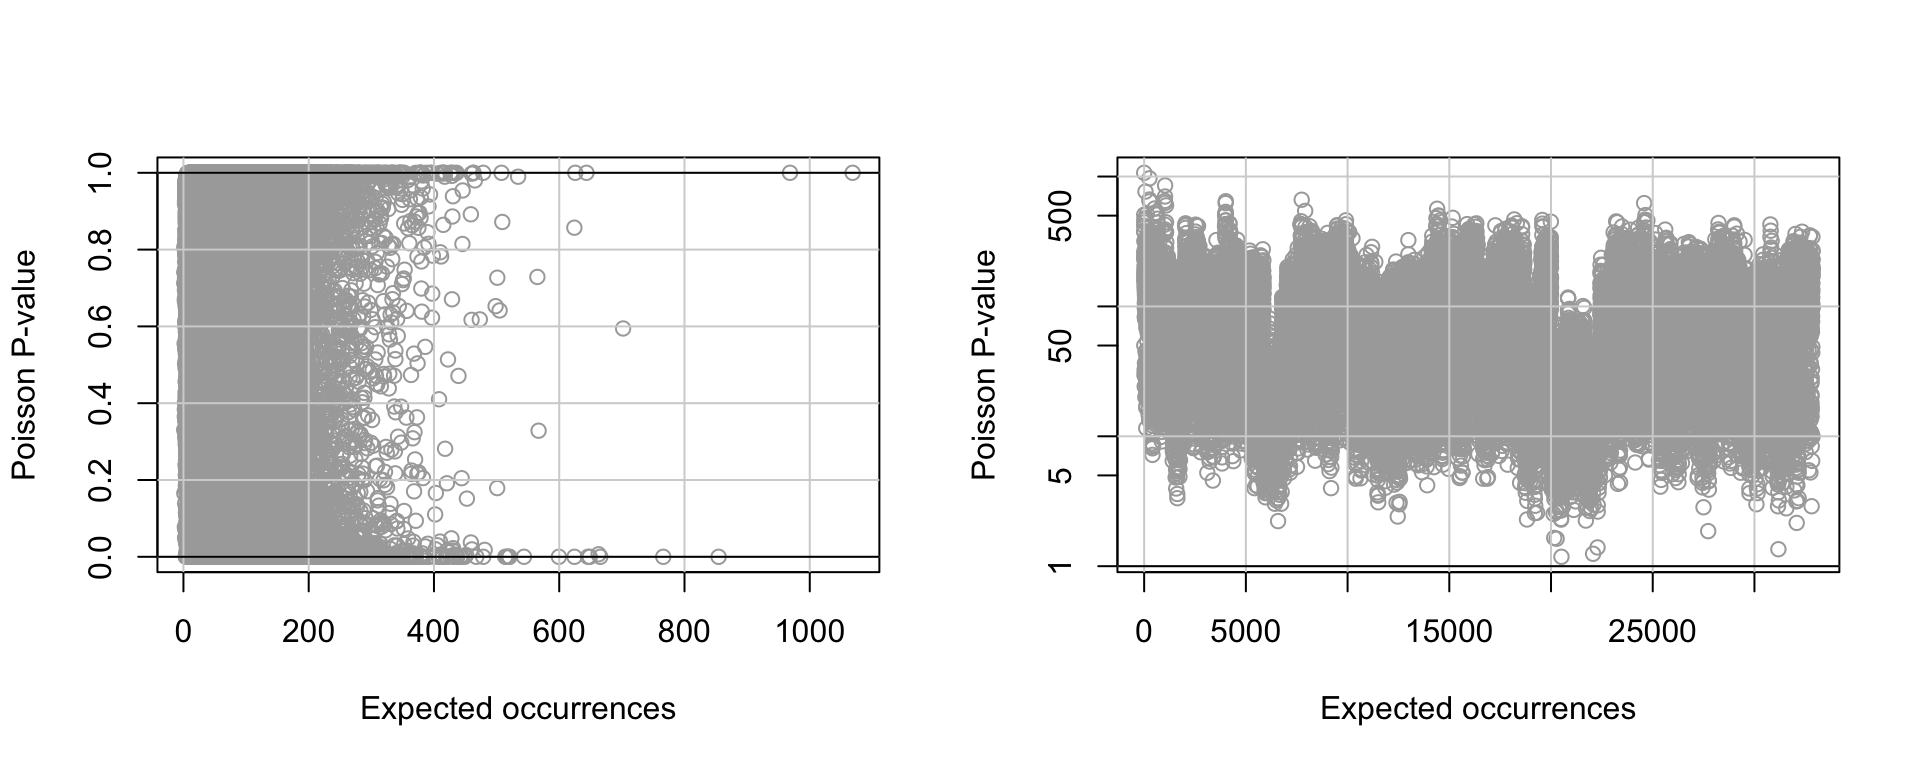 Poisson P-value
1.0
0.8
0.6
0.4
0.2
0.0
0 200 400 600 800 1000
Expected occurrences
Poisson P-value
500
50
5
1
0 5000 15000 25000
Expected occurrences